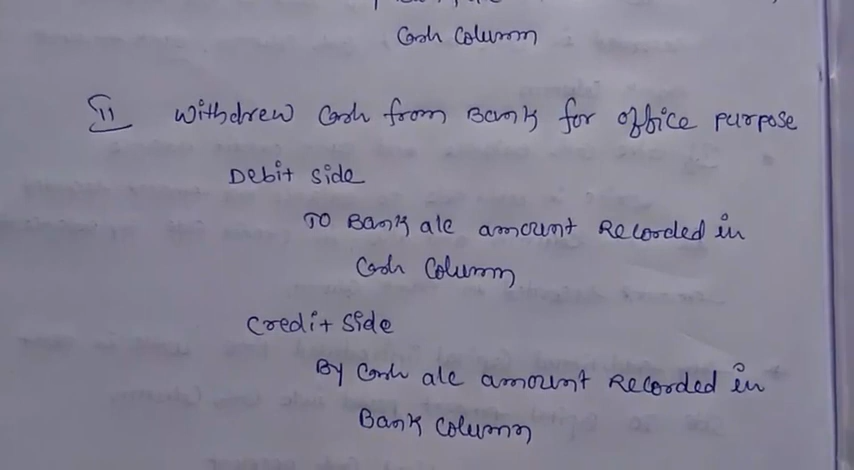 Cash Column
II Withdrew Cash from Bank for office purpose
Debit side
To Bank a/c amount Recorded in
Cash Column
Credit side
By Cash a/c amount Recorded in
Bank Column